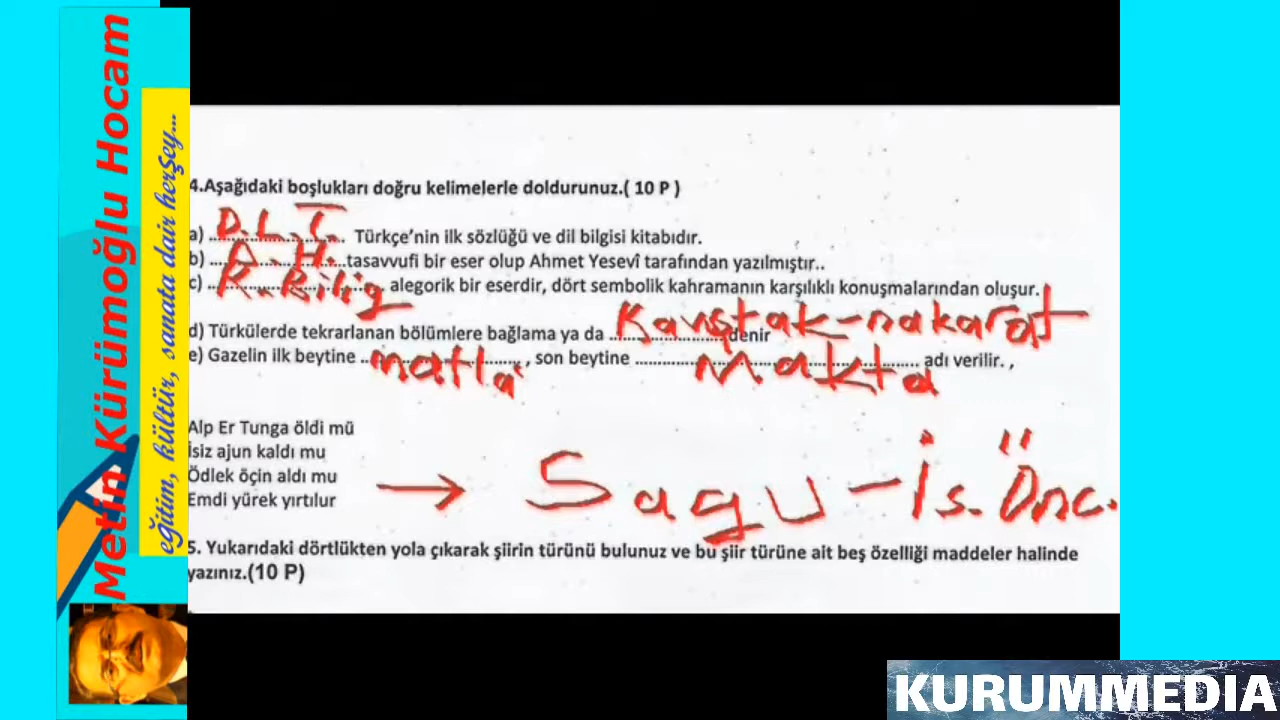 Metin Kürümoğlu Hocam
eğitim, kültür, sanata dair herşey...
4.Aşağıdaki boşlukları doğru kelimelerle doldurunuz.( 10 P )
a) D.L.T. Türkçe'nin ilk sözlüğü ve dil bilgisi kitabıdır.
b) D.H. tasavvufi bir eser olup Ahmet Yesevî tarafından yazılmıştır..
c) K.Bilig alegorik bir eserdir, dört sembolik kahramanın karşılıklı konuşmalarından oluşur.
d) Türkülerde tekrarlanan bölümlere bağlama ya da Kavştak-nakarat denir
e) Gazelin ilk beytine matla, son beytine Makta adı verilir. ,
Alp Er Tunga öldi mü
İsiz ajun kaldı mu
Ödlek öçin aldı mu
Emdi yürek yırtılur
→ Sagu - İs. Önc.
5. Yukarıdaki dörtlükten yola çıkarak şiirin türünü bulunuz ve bu şiir türüne ait beş özelliği maddeler halinde
yazınız.(10 P)
KURUMMEDIA